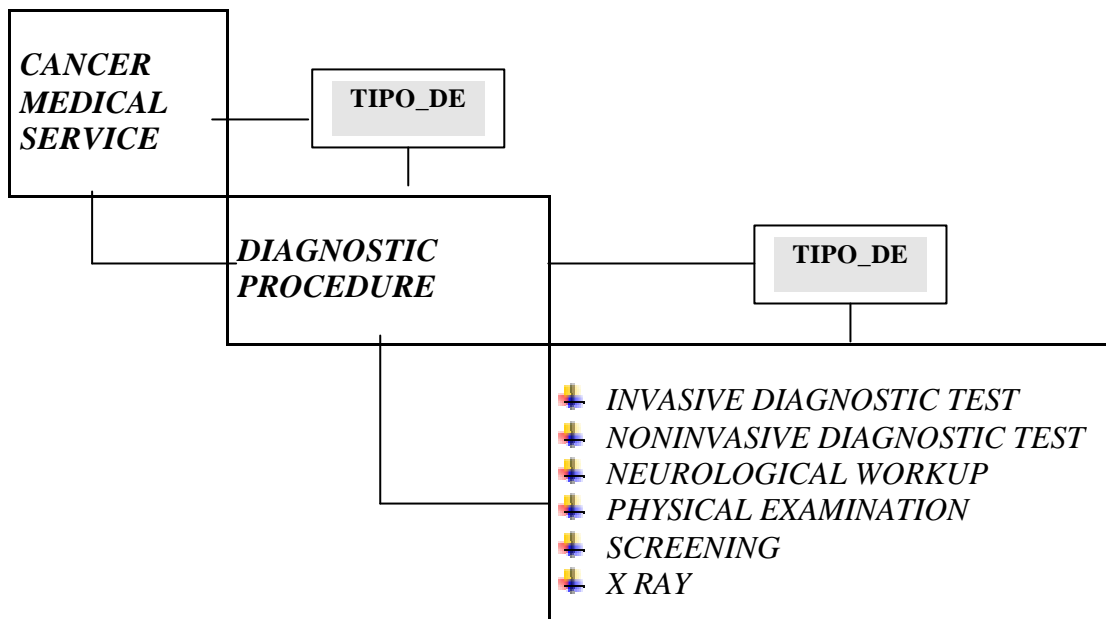 CANCER
MEDICAL
SERVICE
TIPO_DE
DIAGNOSTIC
PROCEDURE
TIPO_DE
INVASIVE DIAGNOSTIC TEST
NONINVASIVE DIAGNOSTIC TEST
NEUROLOGICAL WORKUP
PHYSICAL EXAMINATION
SCREENING
X RAY